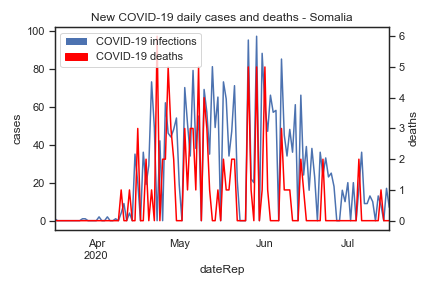 New COVID-19 daily cases and deaths - Somalia
COVID-19 infections
COVID-19 deaths
100
80
60
40
20
0
cases
6
5
4
3
2
1
0
deaths
Apr
2020
May
Jun
Jul
dateRep